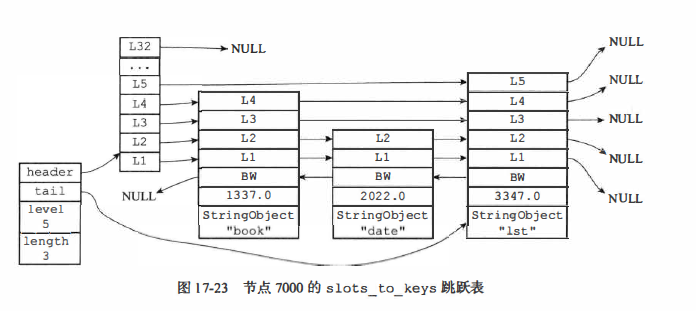 L32
NULL
...
L5
L4
L3
L2
L1
header
tail
level
5
length
3
NULL
L4
L3
L2
L1
BW
1337.0
StringObject
"book"
L2
L1
BW
2022.0
StringObject
"date"
L5
L4
L3
L2
L1
BW
3347.0
StringObject
"lst"
NULL
NULL
NULL
NULL
NULL
图 17-23 节点 7000 的 slots_to_keys 跳跃表